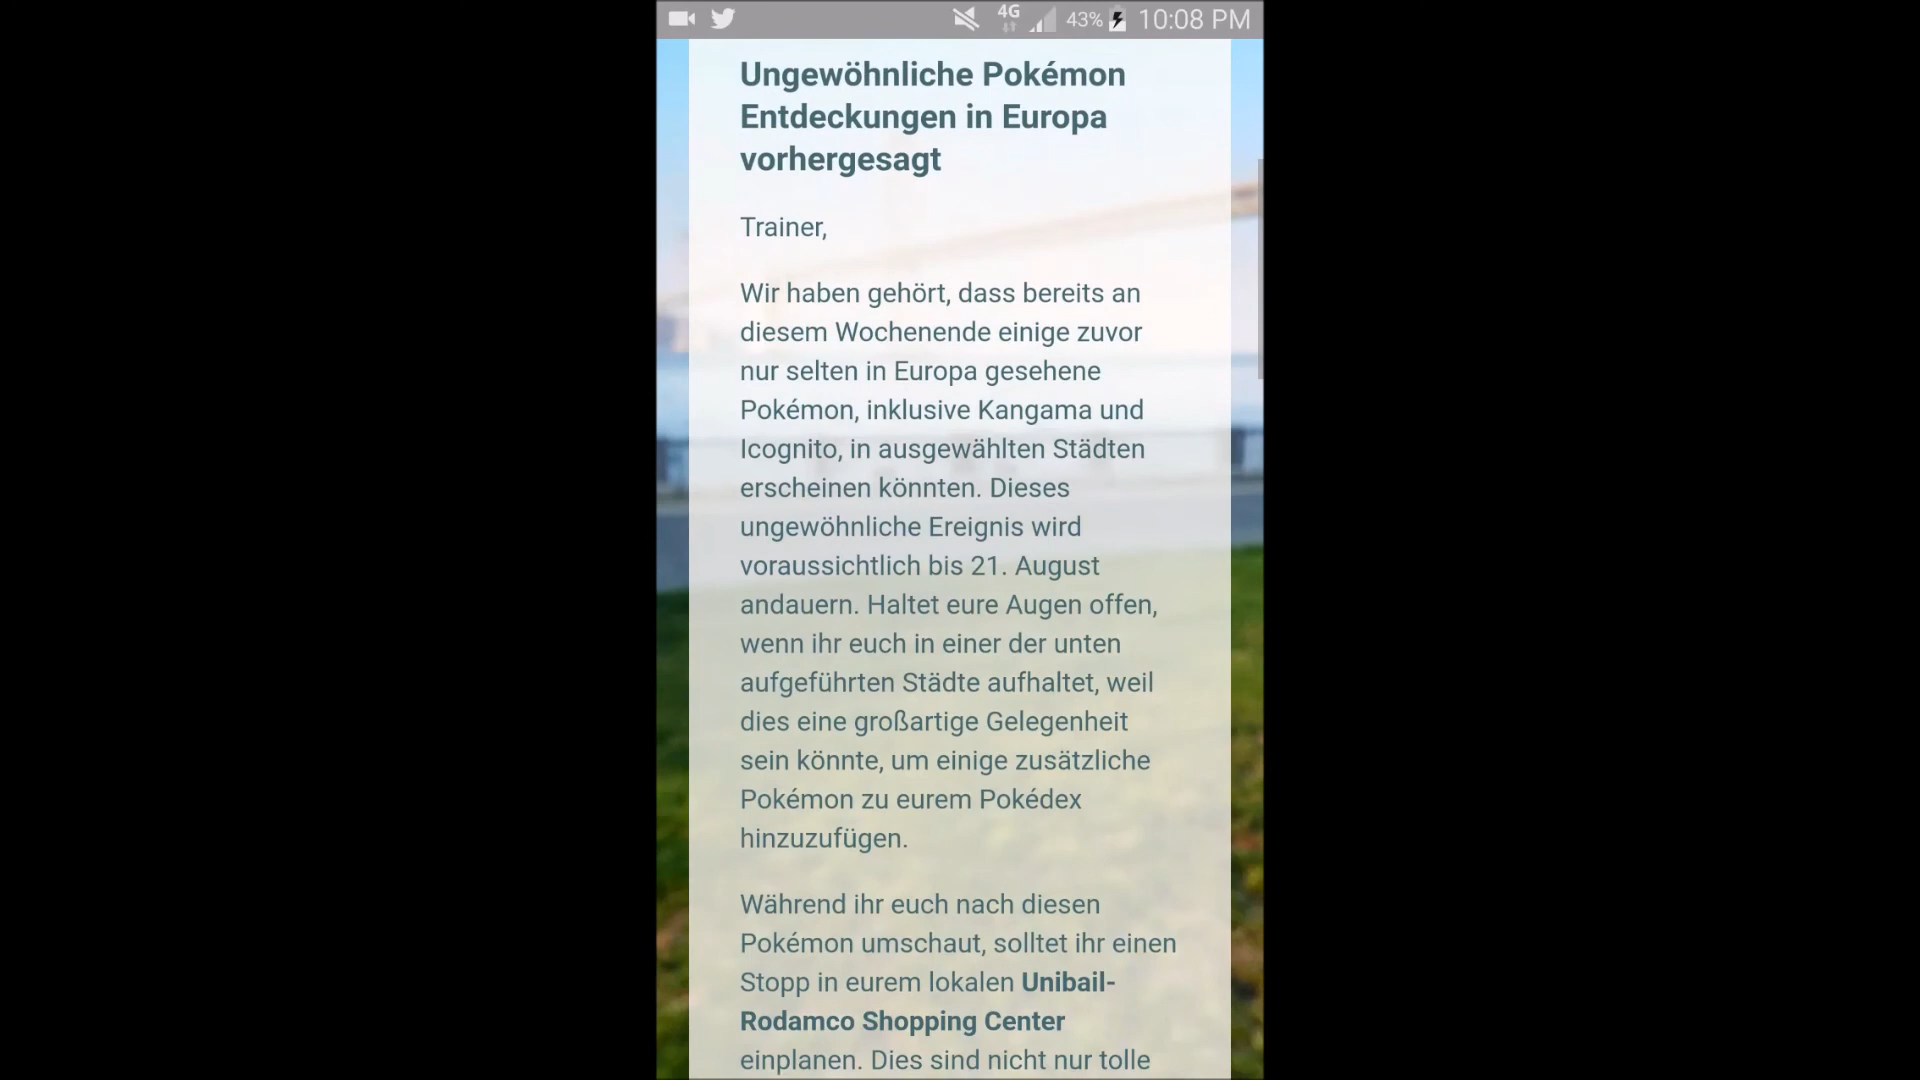 4G 43% 10:08 PM
Ungewöhnliche Pokémon
Entdeckungen in Europa
vorhergesagt
Trainer,
Wir haben gehört, dass bereits an
diesem Wochenende einige zuvor
nur selten in Europa gesehene
Pokémon, inklusive Kangama und
Icognito, in ausgewählten Städten
erscheinen könnten. Dieses
ungewöhnliche Ereignis wird
voraussichtlich bis 21. August
andauern. Haltet eure Augen offen,
wenn ihr euch in einer der unten
aufgeführten Städte aufhaltet, weil
dies eine großartige Gelegenheit
sein könnte, um einige zusätzliche
Pokémon zu eurem Pokédex
hinzuzufügen.
Während ihr euch nach diesen
Pokémon umschaut, solltet ihr einen
Stopp in eurem lokalen Unibail-
Rodamco Shopping Center
einplanen. Dies sind nicht nur tolle